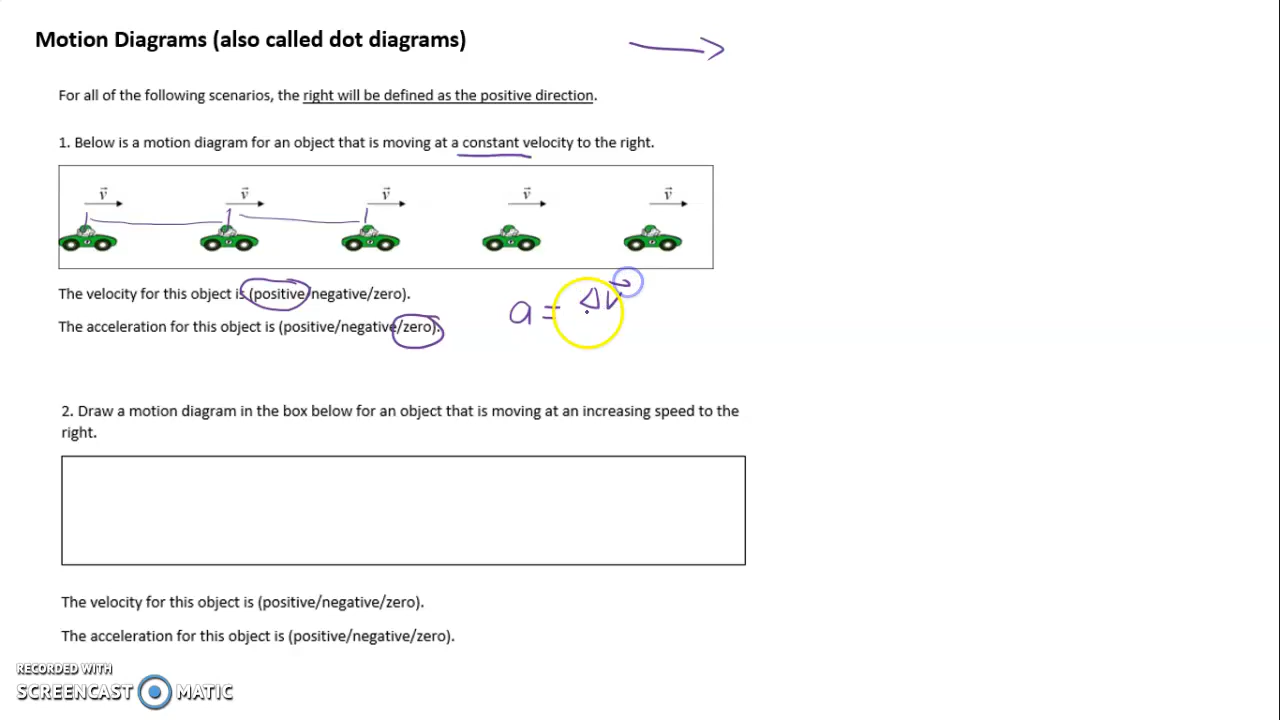 Motion Diagrams (also called dot diagrams)
For all of the following scenarios, the right will be defined as the positive direction.
1. Below is a motion diagram for an object that is moving at a constant velocity to the right.
v v v v v
The velocity for this object is (positive/negative/zero).
The acceleration for this object is (positive/negative/zero).
a = Δv
2. Draw a motion diagram in the box below for an object that is moving at an increasing speed to the
right.
The velocity for this object is (positive/negative/zero).
The acceleration for this object is (positive/negative/zero).
RECORDED WITH
SCREENCAST MATIC